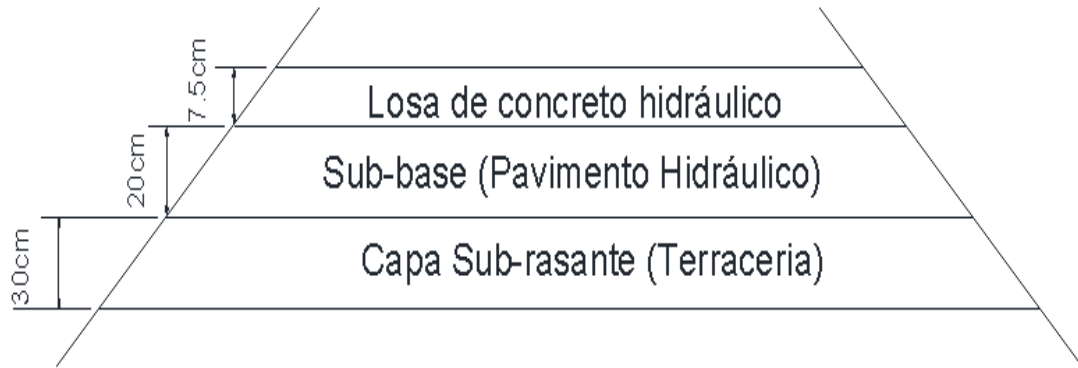 7.5cm
Losa de concreto hidráulico
20cm
Sub-base (Pavimento Hidráulico)
30cm
Capa Sub-rasante (Terraceria)